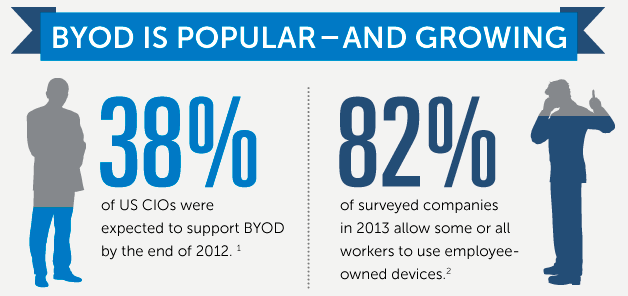 BYOD IS POPULAR – AND GROWING
38%
of US CIOs were
expected to support BYOD
by the end of 2012. 1
82%
of surveyed companies
in 2013 allow some or all
workers to use employee-
owned devices.2